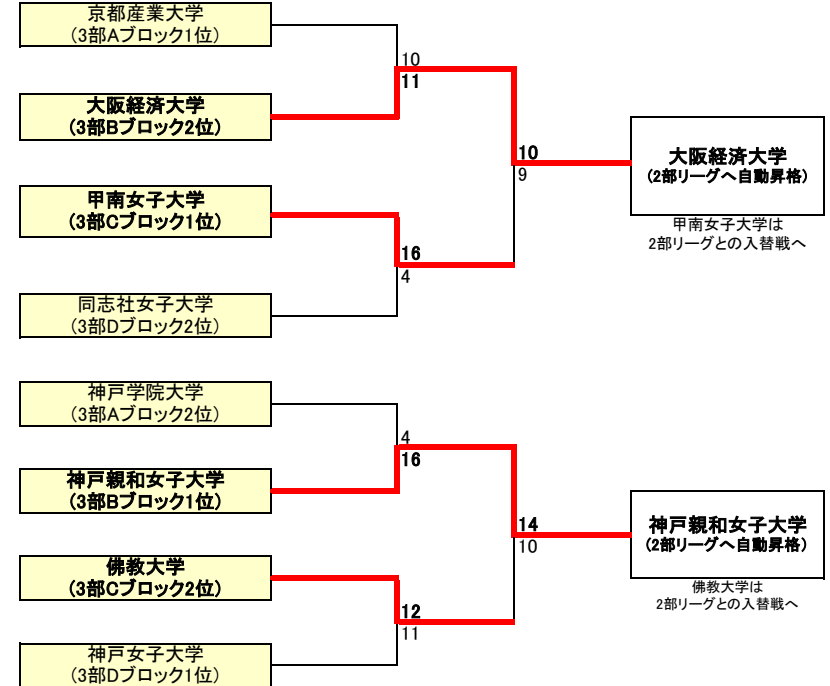 京都産業大学
(3部Aブロック1位)
10
11
大阪経済大学
(3部Bブロック2位)
10
9
大阪経済大学
(2部リーグへ自動昇格)
甲南女子大学は
2部リーグとの入替戦へ
甲南女子大学
(3部Cブロック1位)
16
4
同志社女子大学
(3部Dブロック2位)
神戸学院大学
(3部Aブロック2位)
4
16
神戸親和女子大学
(3部Bブロック1位)
14
10
神戸親和女子大学
(2部リーグへ自動昇格)
佛教大学は
2部リーグとの入替戦へ
佛教大学
(3部Cブロック2位)
12
11
神戸女子大学
(3部Dブロック1位)